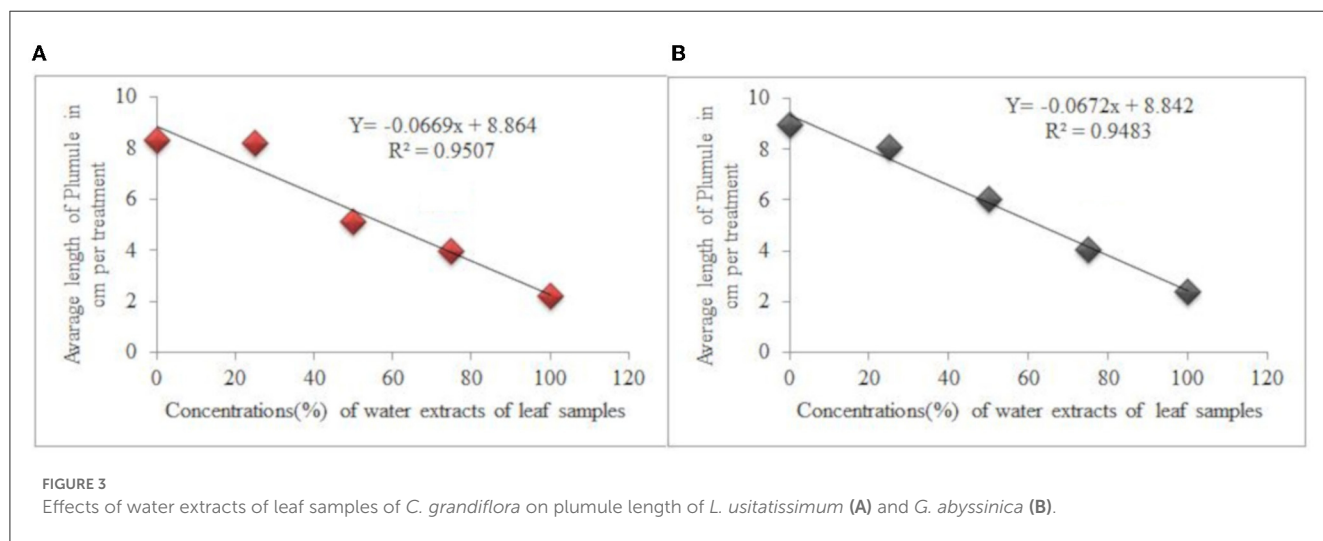 A
B
Avarage length of Plumule in
cm per treatment
10
8
6
4
2
0
Y= -0.0669x + 8.864
R² = 0.9507
0 20 40 60 80 100 120
Concentrations(%) of water extracts of leaf samples
Average length of Plumule in
cm per treatment
10
8
6
4
2
0
Y= -0.0672x + 8.842
R² = 0.9483
0 20 40 60 80 100 120
Concentrations(%) of water extracts of leaf samples
FIGURE 3
Effects of water extracts of leaf samples of C. grandiflora on plumule length of L. usitatissimum (A) and G. abyssinica (B).